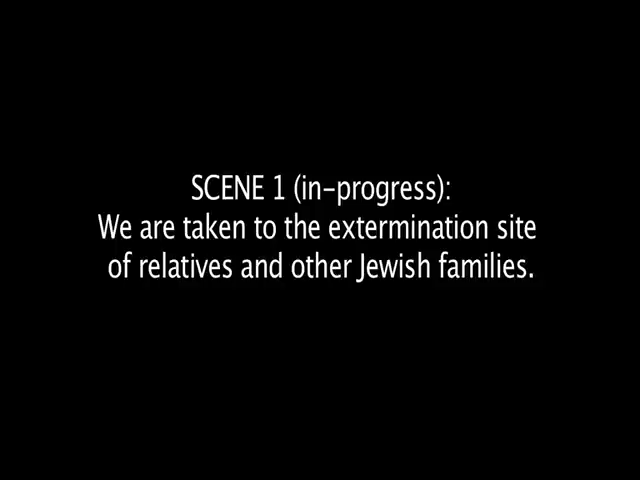 SCENE 1 (in-progress):
We are taken to the extermination site
of relatives and other Jewish families.